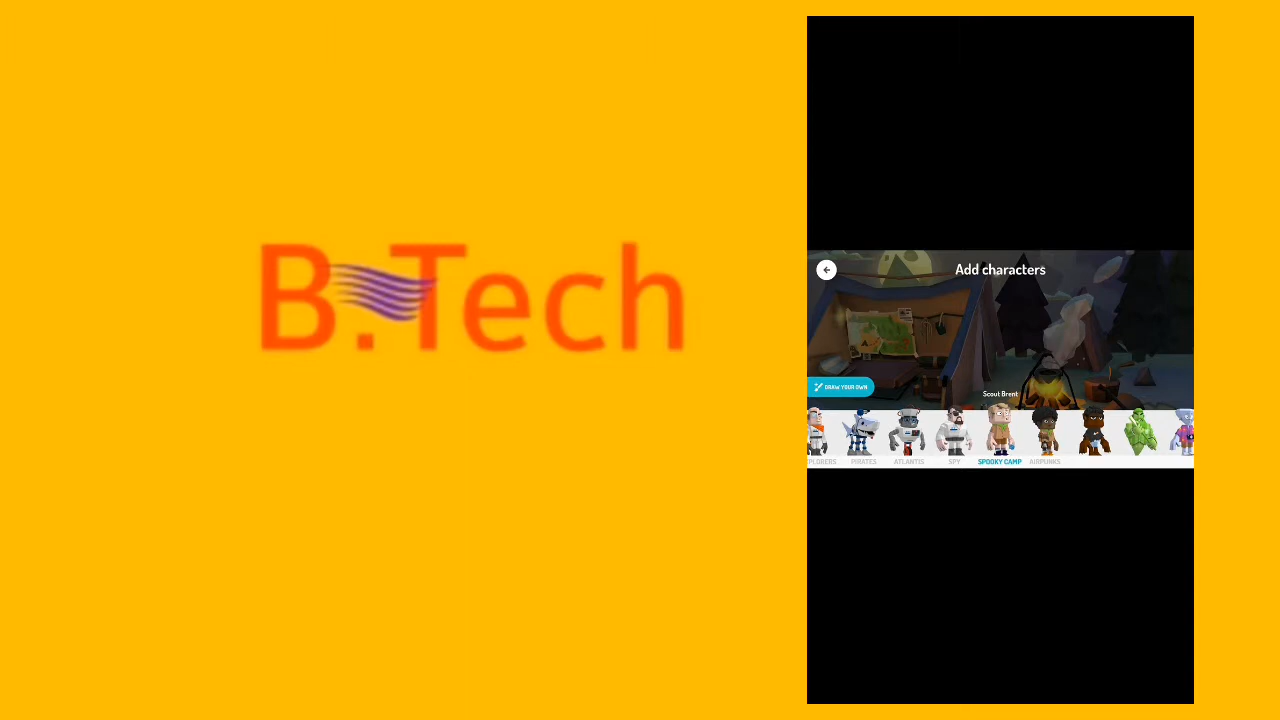 B.Tech
Add characters
DRAW YOUR OWN
Scout Brent
PLORERS PIRATES ATLANTIS SPY SPOOKY CAMP AIRPUNKS